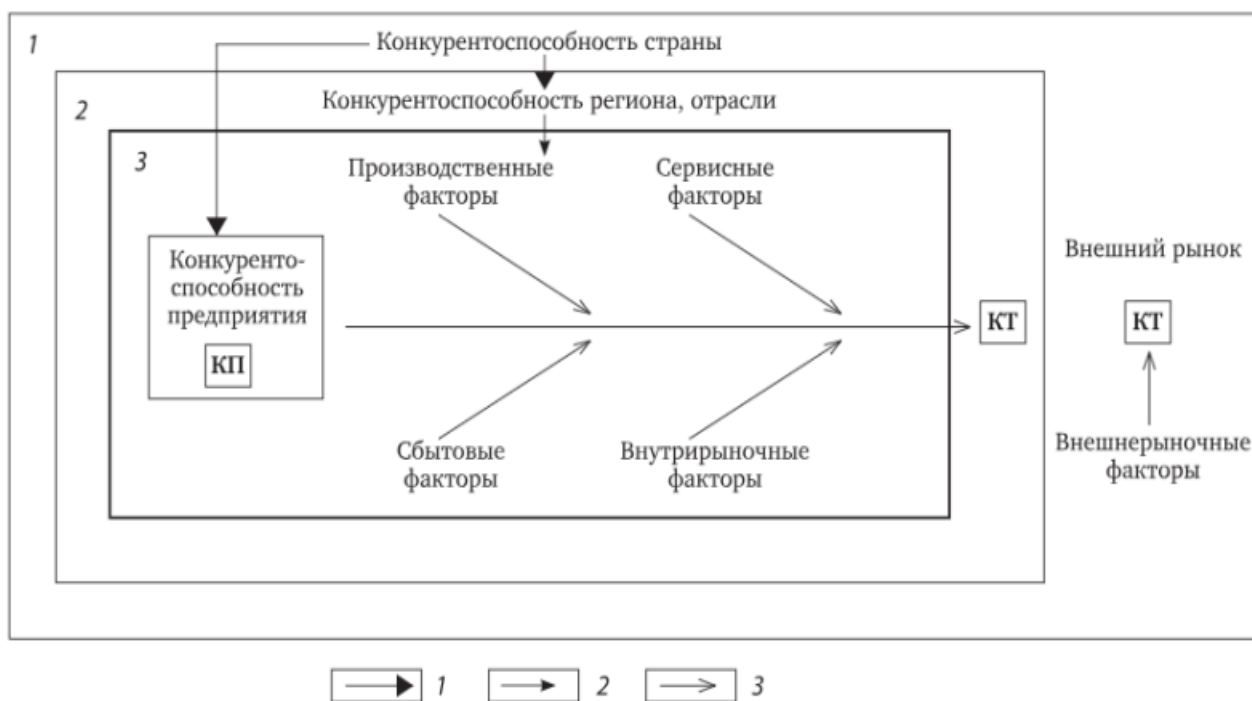 1
Конкурентоспособность страны
2
Конкурентоспособность региона, отрасли
3
Производственные
факторы
Сервисные
факторы
Конкуренто-
способность
предприятия
КП
КТ
Внешний рынок
КТ
Сбытовые
факторы
Внутрирыночные
факторы
Внешнерыночные
факторы
1
2
3